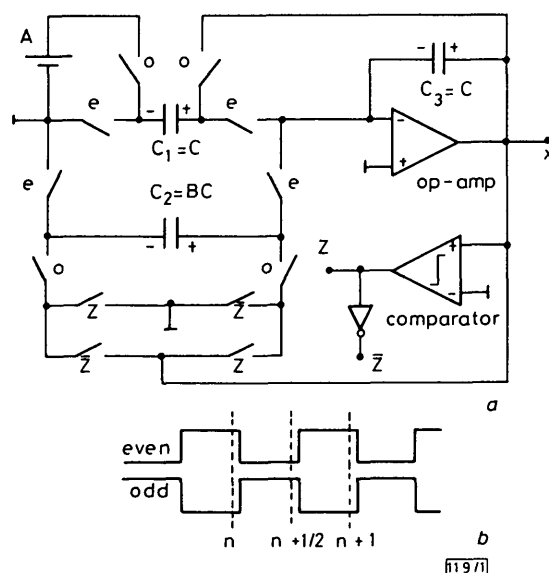 A
o o
- +
C₃=C
e - + e
C₁=C
-
+
op-amp
x
e C₂=BC e
- +
o o
Z
+
-
Z Z̅
comparator
Z̅ Z
Z̅
a
even
odd
n n+1/2 n+1
b
119/1